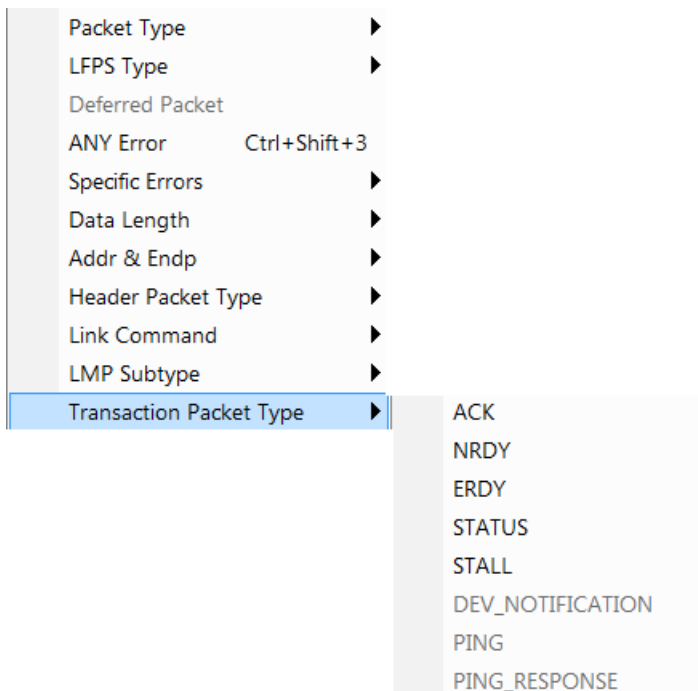 Packet Type
LFPS Type
Deferred Packet
ANY Error Ctrl+Shift+3
Specific Errors
Data Length
Addr & Endp
Header Packet Type
Link Command
LMP Subtype
Transaction Packet Type
ACK
NRDY
ERDY
STATUS
STALL
DEV_NOTIFICATION
PING
PING_RESPONSE